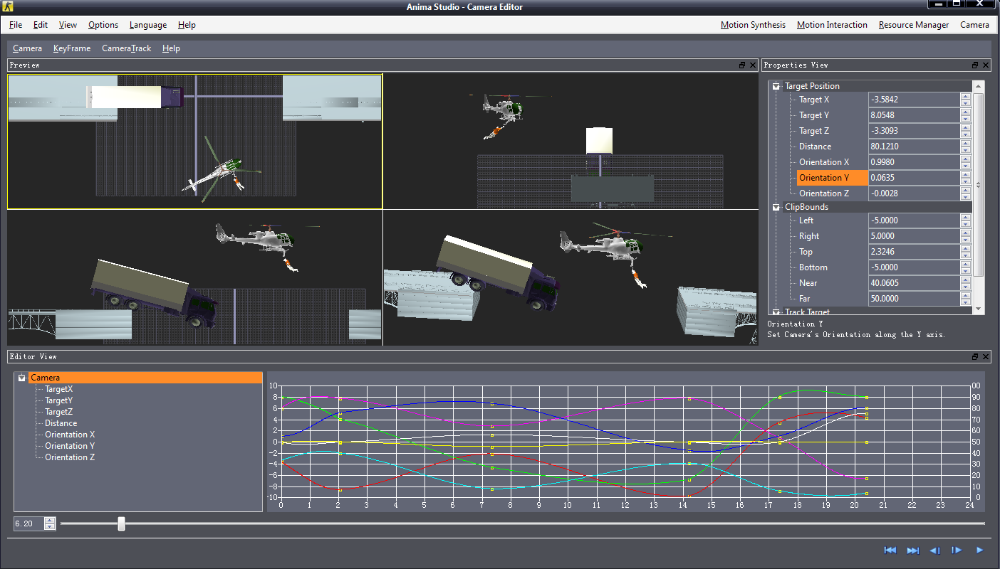 Anima Studio - Camera Editor
File Edit View Options Language Help Motion Synthesis Motion Interaction Resource Manager Camera
Camera KeyFrame CameraTrack Help
Preview
Properties View
Target Position
Target X -3.5842
Target Y 8.0548
Target Z -3.3093
Distance 80.1210
Orientation X 0.9980
Orientation Y 0.0635
Orientation Z -0.0028
ClipBounds
Left -5.0000
Right 5.0000
Top 2.3246
Bottom -5.0000
Near 40.0605
Far 50.0000
Track Target
Orientation Y
Set Camera's Orientation along the Y axis.
Editor View
Camera
TargetX
TargetY
TargetZ
Distance
Orientation X
Orientation Y
Orientation Z
10 00
8 90
6 80
4 70
2 60
0 50
-2 40
-4 30
-6 20
-8 10
-10 0
0 1 2 3 4 5 6 7 8 9 10 11 12 13 14 15 16 17 18 19 20 21 22 23 24
6.20